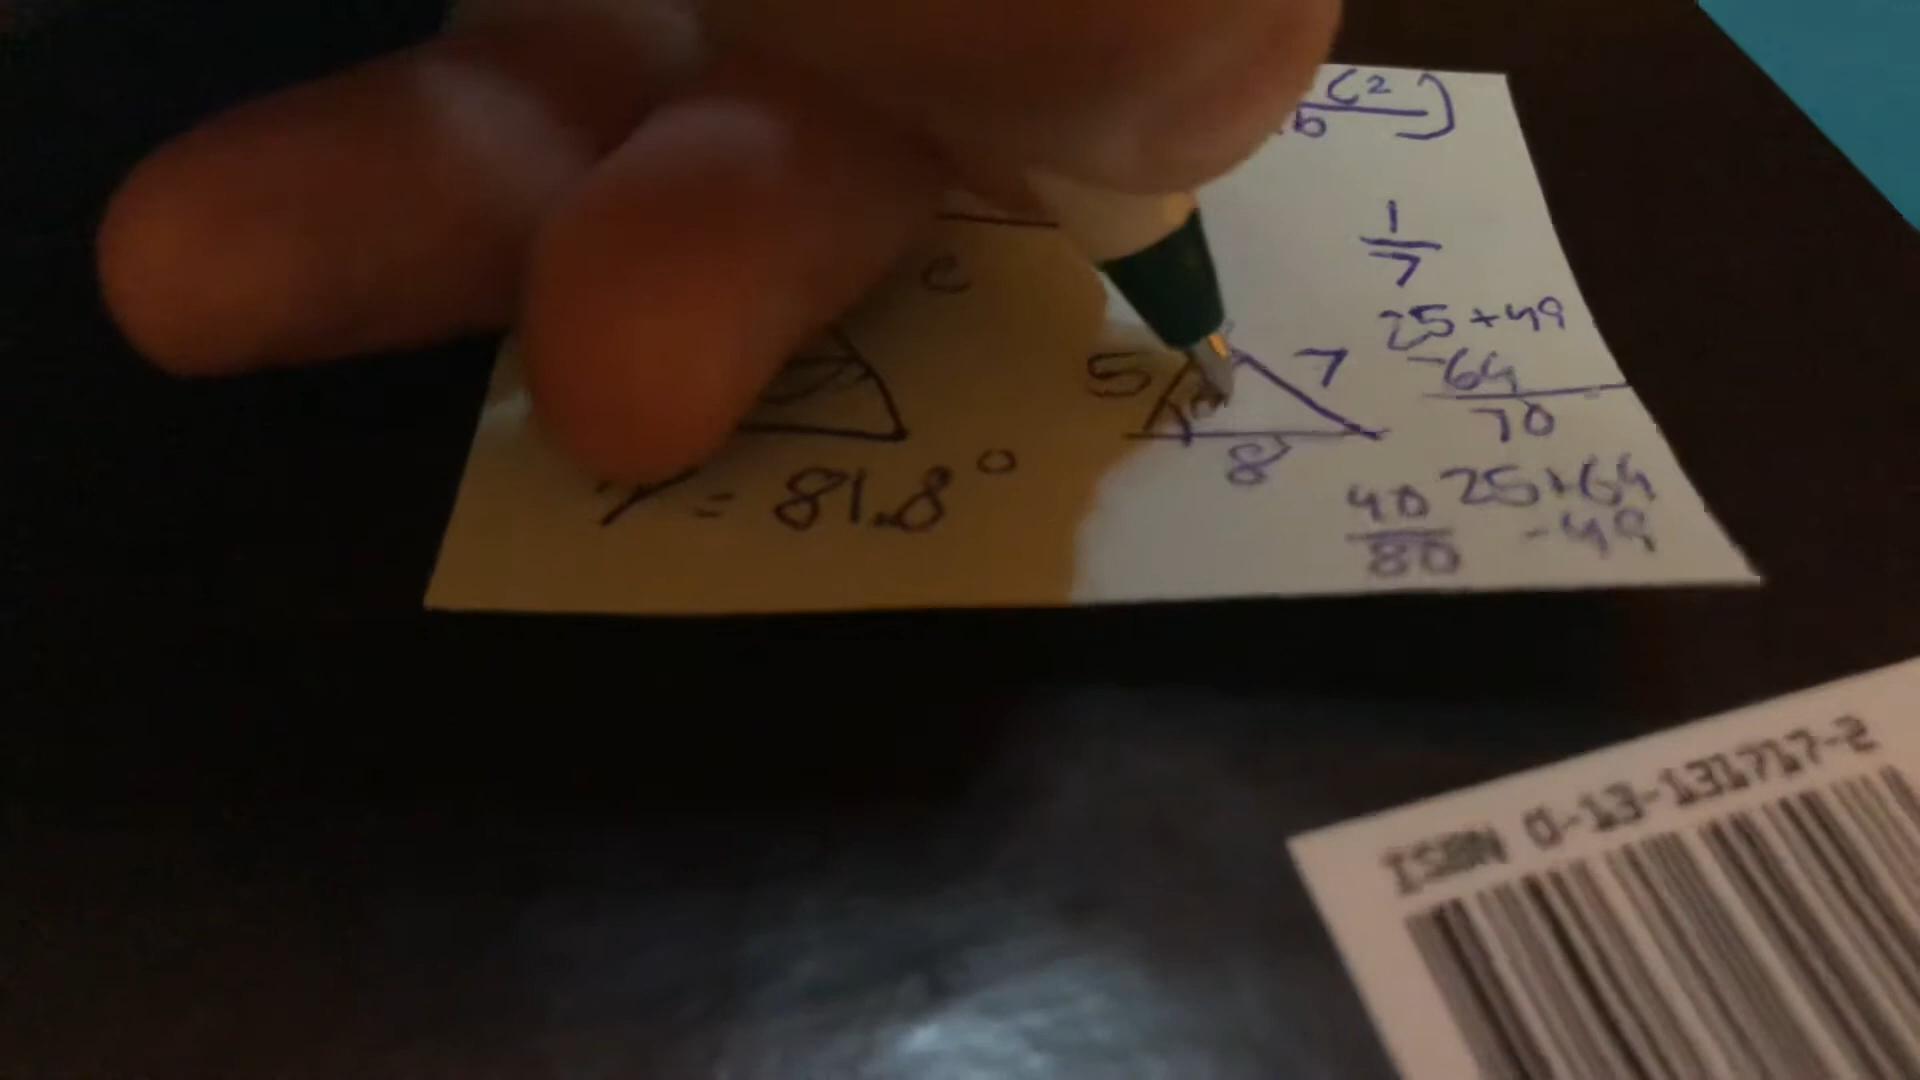 C²)
b
1
7
C
5
7
25+49
-64
70
8
γ = 81.8°
40
80
25+64
-49
ISBN 0-13-131717-2